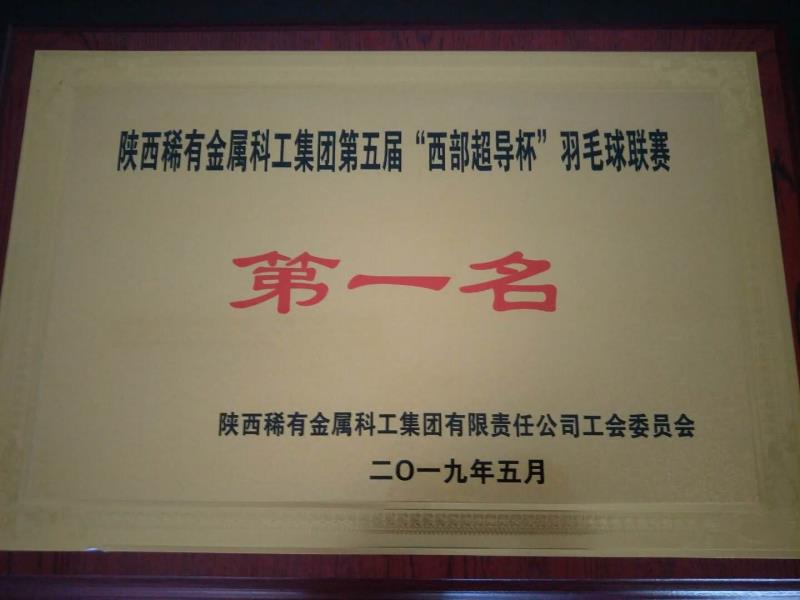 陕西稀有金属科工集团第五届“西部超导杯”羽毛球联赛
第一名
陕西稀有金属科工集团有限责任公司工会委员会
二〇一九年五月